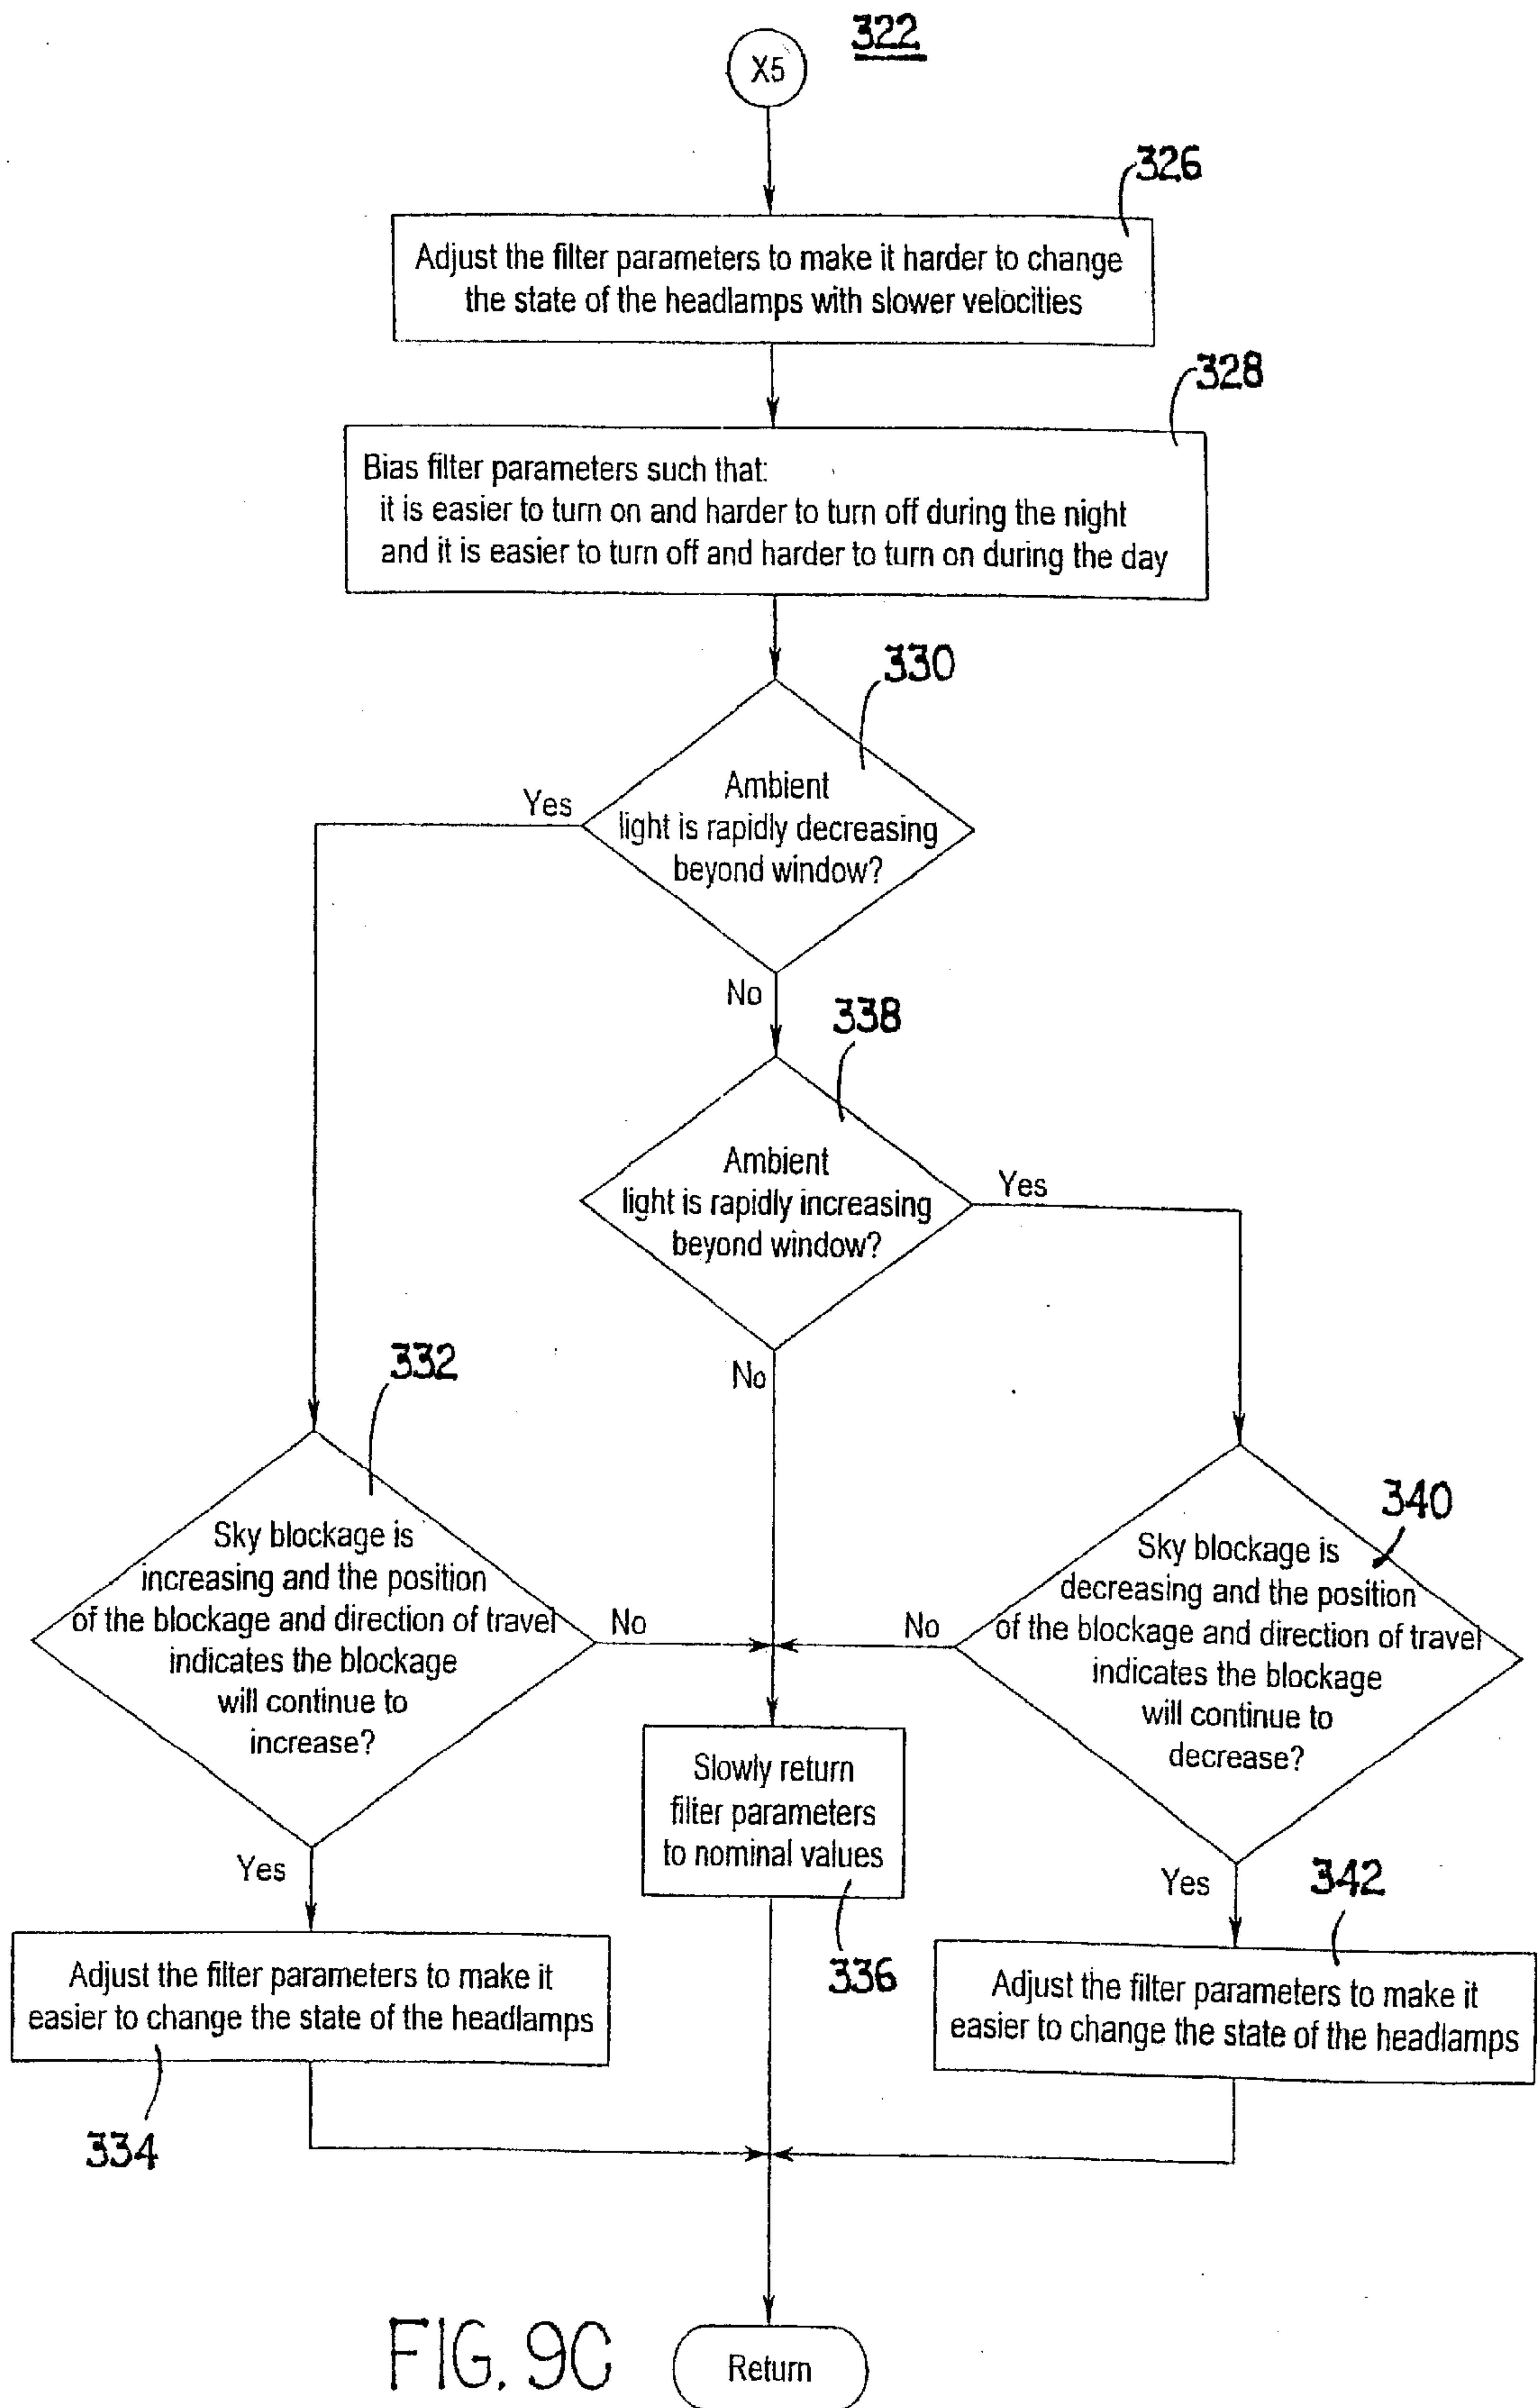 322
X5
326
Adjust the filter parameters to make it harder to change
the state of the headlamps with slower velocities
328
Bias filter parameters such that:
it is easier to turn on and harder to turn off during the night
and it is easier to turn off and harder to turn on during the day
330
Yes
Ambient
light is rapidly decreasing
beyond window?
No
338
Ambient
light is rapidly increasing
beyond window?
Yes
No
332
Sky blockage is
increasing and the position
of the blockage and direction of travel
indicates the blockage
will continue to
increase?
No
Yes
340
Sky blockage is
decreasing and the position
of the blockage and direction of travel
indicates the blockage
will continue to
decrease?
No
Yes
Slowly return
filter parameters
to nominal values
336
342
Adjust the filter parameters to make it
easier to change the state of the headlamps
334
Adjust the filter parameters to make it
easier to change the state of the headlamps
FIG. 9C
Return